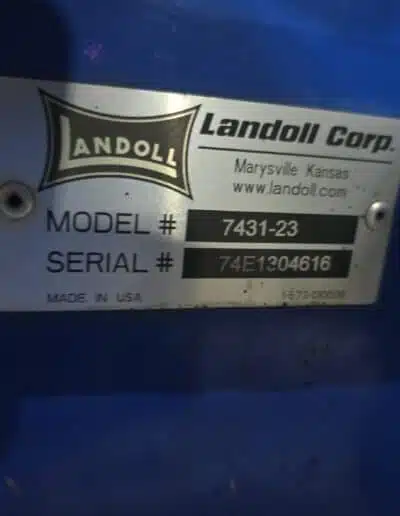 LANDOLL
Landoll Corp.
Marysville Kansas
www.landoll.com
MODEL # 7431-23
SERIAL # 74E1304616
MADE IN USA